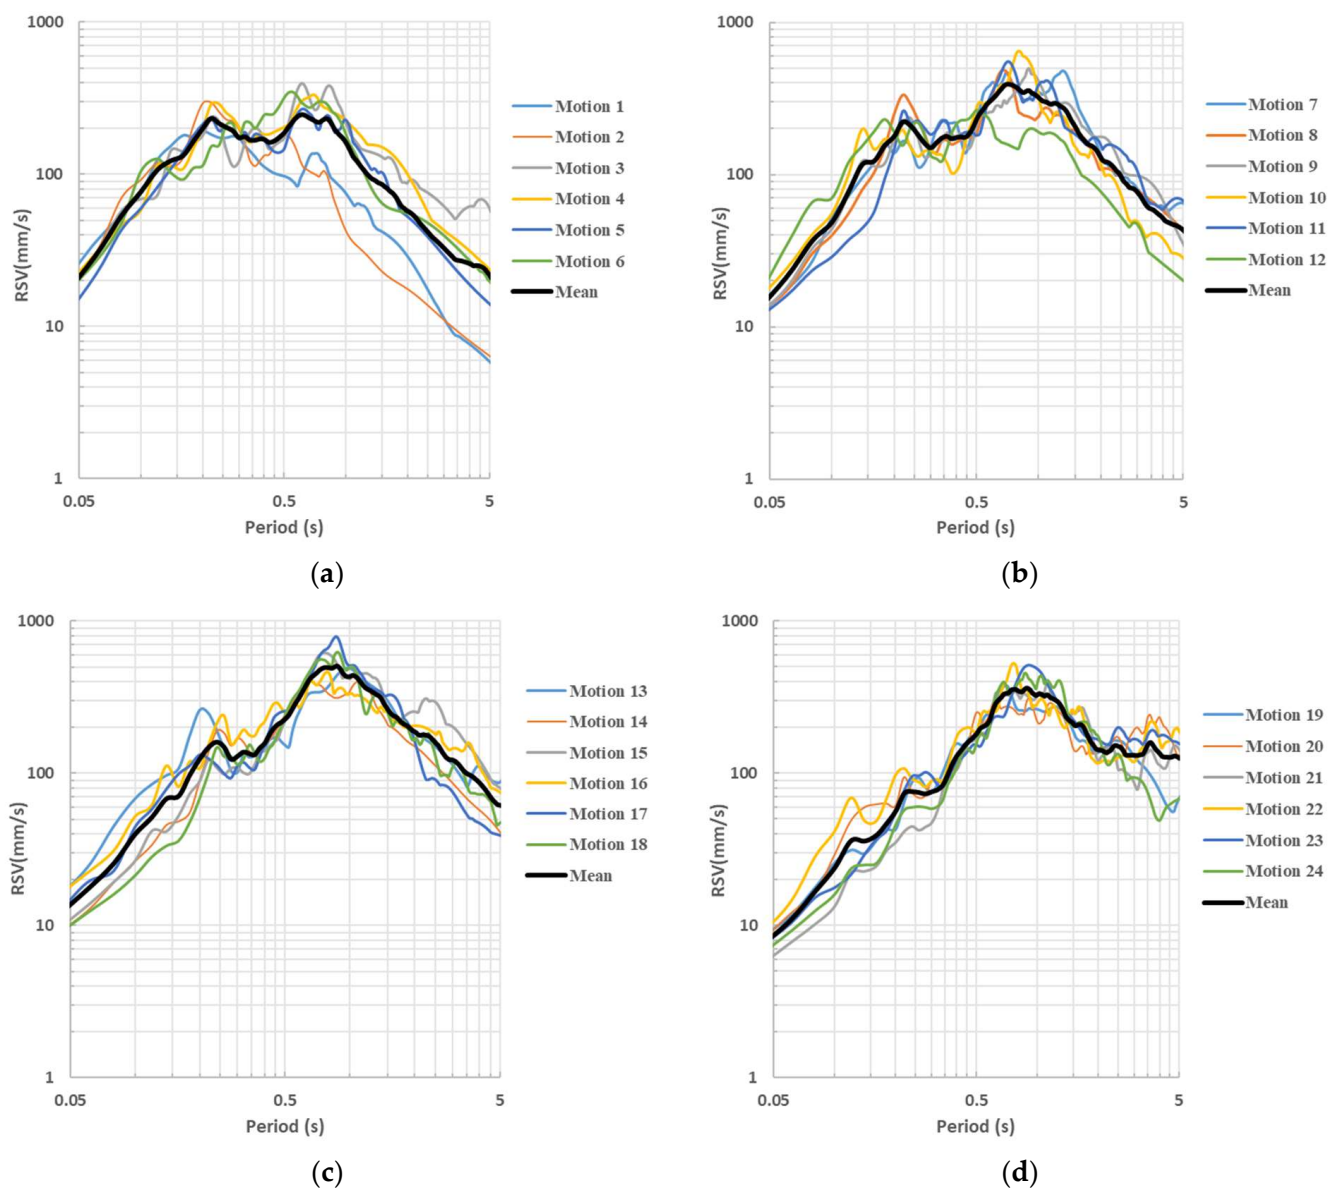 1000
100
10
1
RSV(mm/s)
0.05
0.5
5
Period (s)
Motion 1
Motion 2
Motion 3
Motion 4
Motion 5
Motion 6
Mean
(a)
1000
100
10
1
RSV(mm/s)
0.05
0.5
5
Period (s)
Motion 7
Motion 8
Motion 9
Motion 10
Motion 11
Motion 12
Mean
(b)
1000
100
10
1
RSV(mm/s)
0.05
0.5
5
Period (s)
Motion 13
Motion 14
Motion 15
Motion 16
Motion 17
Motion 18
Mean
(c)
1000
100
10
1
RSV(mm/s)
0.05
0.5
5
Period (s)
Motion 19
Motion 20
Motion 21
Motion 22
Motion 23
Motion 24
Mean
(d)